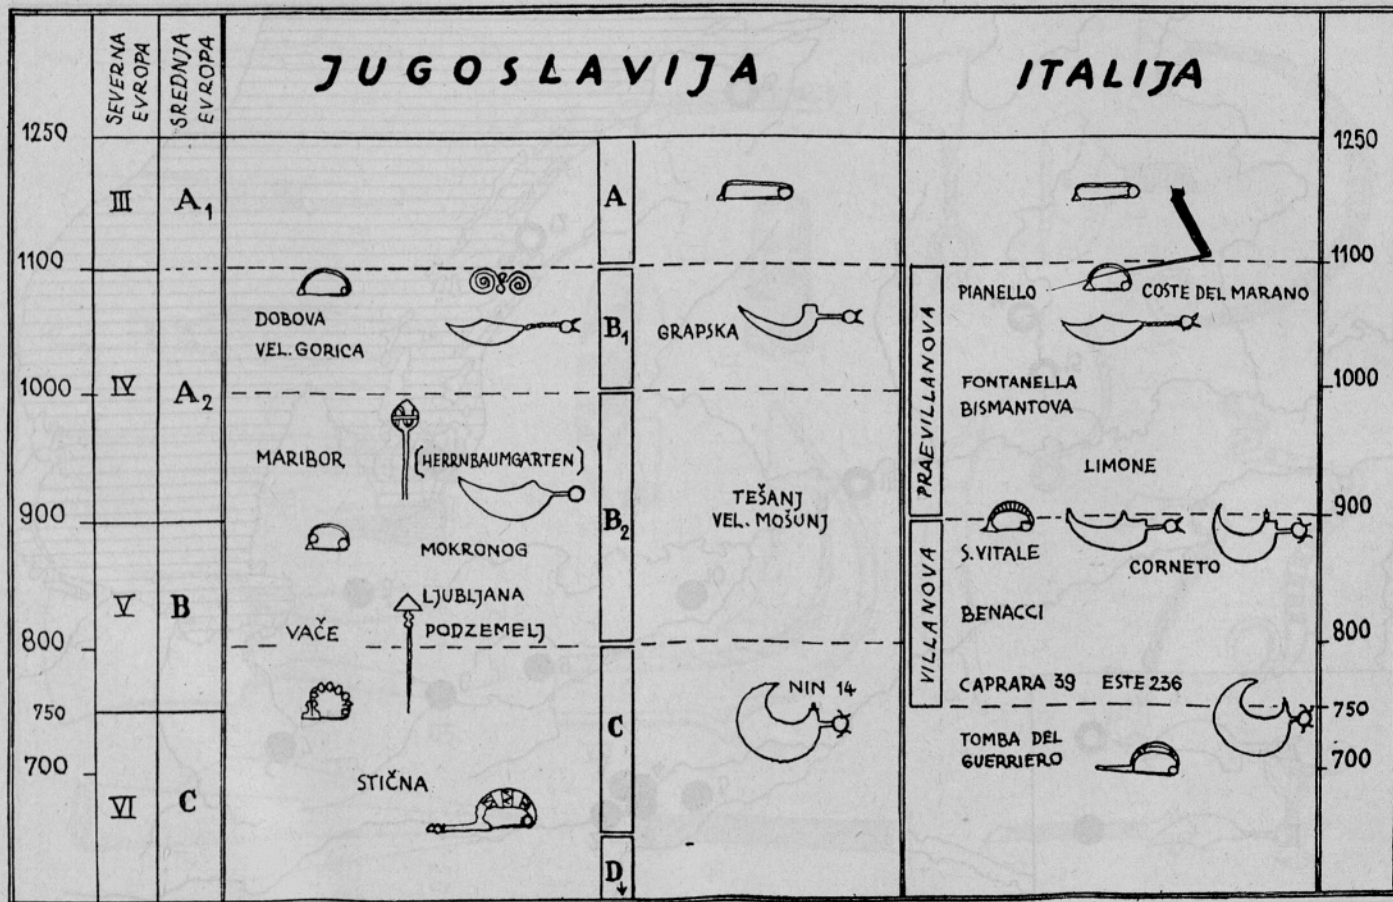 SEVERNA EVROPA
SREDNJA EVROPA
JUGOSLAVIJA
ITALIJA
1250
1250
III
A1
A
1100
1100
DOBOVA
VEL. GORICA
B1
GRAPSKA
PIANELLO
COSTE DEL MARANO
PRAEVILLANOVA
1000
IV
A2
1000
FONTANELLA
BISMANTOVA
MARIBOR
(HERRNBAUMGARTEN)
LIMONE
TEŠANJ
VEL. MOŠUNJ
900
B2
900
MOKRONOG
S. VITALE
CORNETO
VILLANOVA
V
B
LJUBLJANA
PODZEMELJ
BENACCI
VAČE
800
800
NIN 14
CAPRARA 39 ESTE 236
750
C
750
TOMBA DEL
GUERRIERO
700
700
STIČNA
VI
C
D